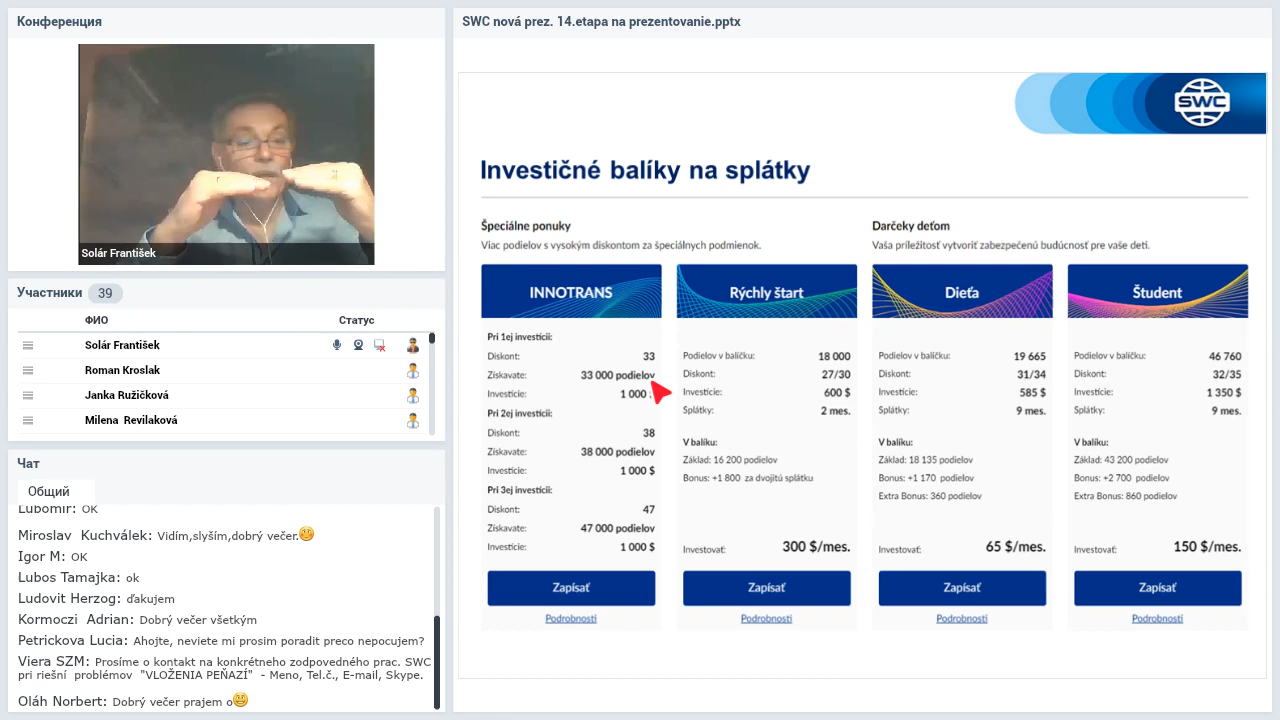 Конференция
Solár František
Участники 39
ФИО Статус
Solár František
Roman Kroslak
Janka Ružičková
Milena Revilaková
Чат
Общий
Lubomir: OK
Miroslav Kuchválek: Vidím,slyším,dobrý večer.
Igor M: OK
Lubos Tamajka: ok
Ludovit Herzog: ďakujem
Kormoczi Adrian: Dobrý večer všetkým
Petrickova Lucia: Ahojte, neviete mi prosim poradit preco nepocujem?
Viera SZM: Prosíme o kontakt na konkrétneho zodpovedného prac. SWC
pri riešní problémov "VLOŽENIA PEŇAZÍ" - Meno, Tel.č., E-mail, Skype.
Oláh Norbert: Dobrý večer prajem o
SWC nová prez. 14.etapa na prezentovanie.pptx
SWC
Investičné balíky na splátky
Špeciálne ponuky
Viac podielov s vysokým diskontom za špeciálnych podmienok.
Darčeky deťom
Vaša príležitosť vytvoriť zabezpečenú budúcnosť pre vaše deti.
INNOTRANS
Pri 1ej investícii:
Diskont: 33
Získavate: 33 000 podielov
Investície: 1 000
Pri 2ej investícii:
Diskont: 38
Získavate: 38 000 podielov
Investície: 1 000 $
Pri 3ej investícii:
Diskont: 47
Získavate: 47 000 podielov
Investície: 1 000 $
Zapísať
Podrobnosti
Rýchly štart
Podielov v balíčku: 18 000
Diskont: 27/30
Investície: 600 $
Splátky: 2 mes.
V balíku:
Základ: 16 200 podielov
Bonus: +1 800 za dvojitú splátku
Investovať: 300 $/mes.
Zapísať
Podrobnosti
Dieťa
Podielov v balíčku: 19 665
Diskont: 31/34
Investície: 585 $
Splátky: 9 mes.
V balíku:
Základ: 18 135 podielov
Bonus: +1 170 podielov
Extra Bonus: 360 podielov
Investovať: 65 $/mes.
Zapísať
Podrobnosti
Študent
Podielov v balíčku: 46 760
Diskont: 32/35
Investície: 1 350 $
Splátky: 9 mes.
V balíku:
Základ: 43 200 podielov
Bonus: +2 700 podielov
Extra Bonus: 860 podielov
Investovať: 150 $/mes.
Zapísať
Podrobnosti